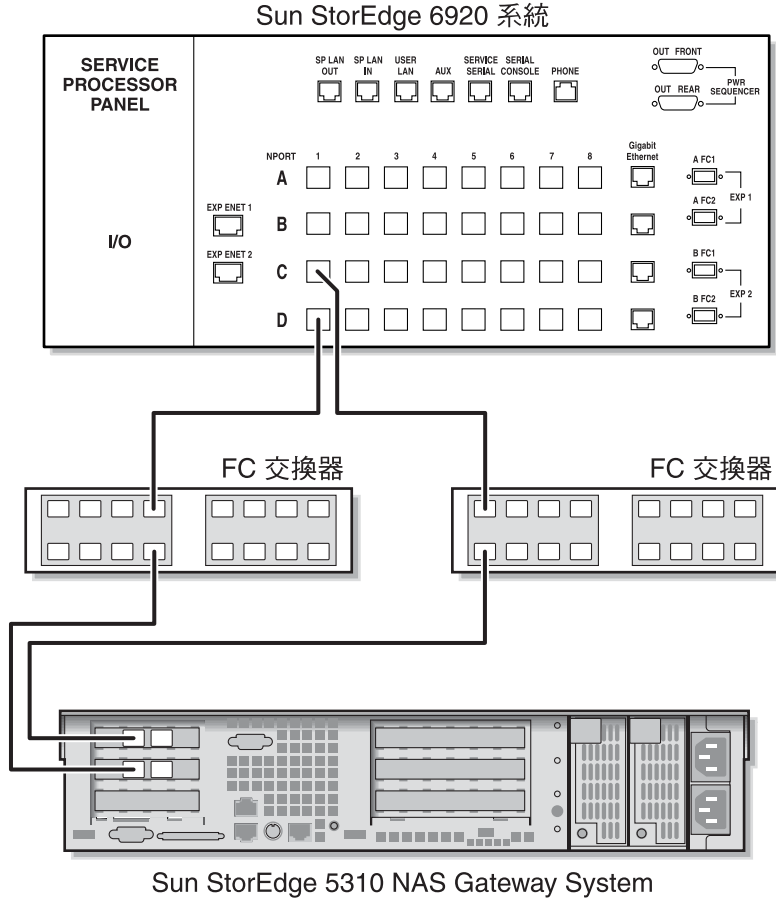 Sun StorEdge 6920 系統
SERVICE
PROCESSOR
PANEL
I/O
SP LAN
OUT
SP LAN
IN
USER
LAN
AUX
SERVICE
SERIAL
SERIAL
CONSOLE
PHONE
OUT FRONT
OUT REAR
PWR
SEQUENCER
NPORT 1 2 3 4 5 6 7 8
Gigabit
Ethernet
A
B
C
D
EXP ENET 1
EXP ENET 2
A FC1
A FC2
EXP 1
B FC1
B FC2
EXP 2
FC 交換器
FC 交換器
Sun StorEdge 5310 NAS Gateway System